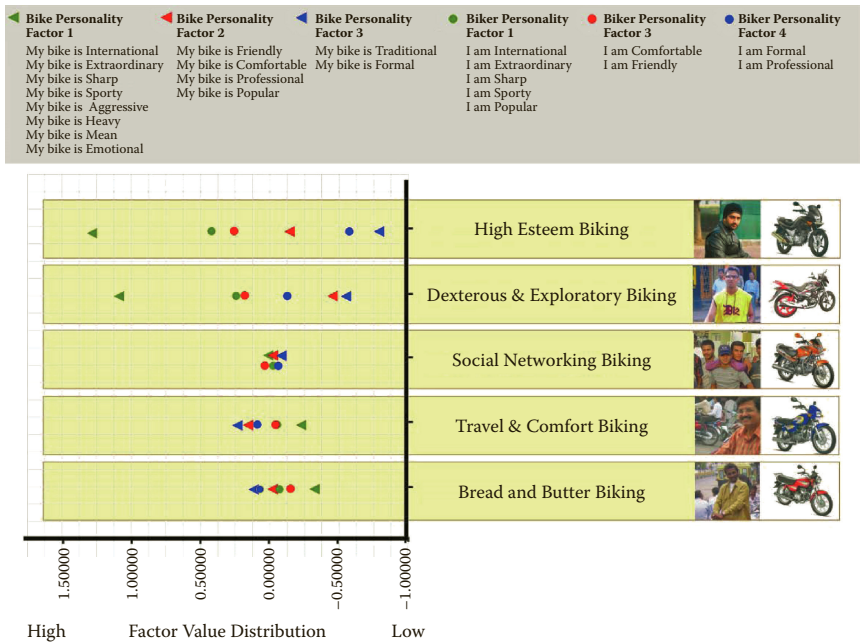 Bike Personality
Factor 1
My bike is International
My bike is Extraordinary
My bike is Sharp
My bike is Sporty
My bike is Aggressive
My bike is Heavy
My bike is Mean
My bike is Emotional
Bike Personality
Factor 2
My bike is Friendly
My bike is Comfortable
My bike is Professional
My bike is Popular
Bike Personality
Factor 3
My bike is Traditional
My bike is Formal
Biker Personality
Factor 1
I am International
I am Extraordinary
I am Sharp
I am Sporty
I am Popular
Biker Personality
Factor 3
I am Comfortable
I am Friendly
Biker Personality
Factor 4
I am Formal
I am Professional
High Esteem Biking
Dexterous & Exploratory Biking
Social Networking Biking
Travel & Comfort Biking
Bread and Butter Biking
1.50000
1.00000
0.50000
0.00000
−0.50000
−1.00000
High
Factor Value Distribution
Low